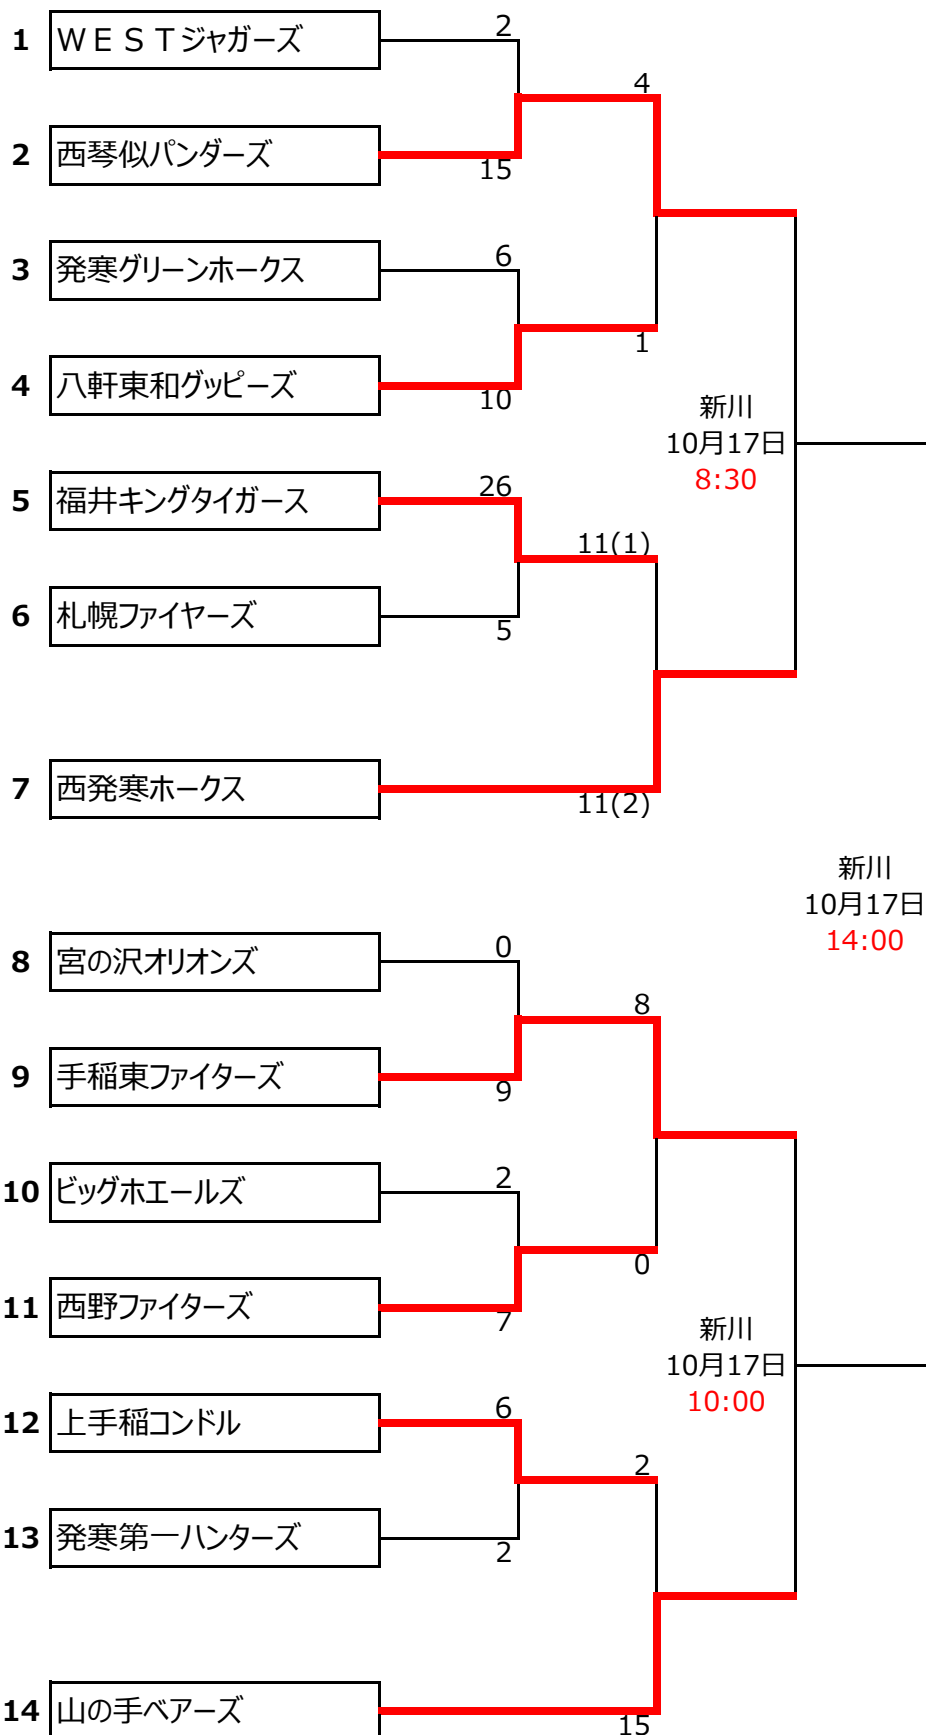 1 ＷＥＳＴジャガーズ 2
4
2 西琴似パンダーズ 15
3 発寒グリーンホークス 6
1
4 八軒東和グッピーズ 10
新川
10月17日
8:30
5 福井キングタイガース 26
11(1)
6 札幌ファイヤーズ 5
7 西発寒ホークス 11(2)
新川
10月17日
14:00
8 宮の沢オリオンズ 0
8
9 手稲東ファイターズ 9
10 ビッグホエールズ 2
0
11 西野ファイターズ 7
新川
10月17日
10:00
12 上手稲コンドル 6
2
13 発寒第一ハンターズ 2
14 山の手ベアーズ 15